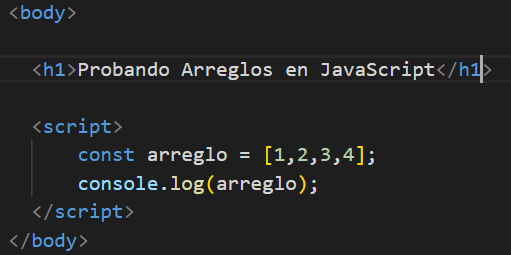 <body>
<h1>Probando Arreglos en JavaScript</h1>
<script>
const arreglo = [1,2,3,4];
console.log(arreglo);
</script>
</body>